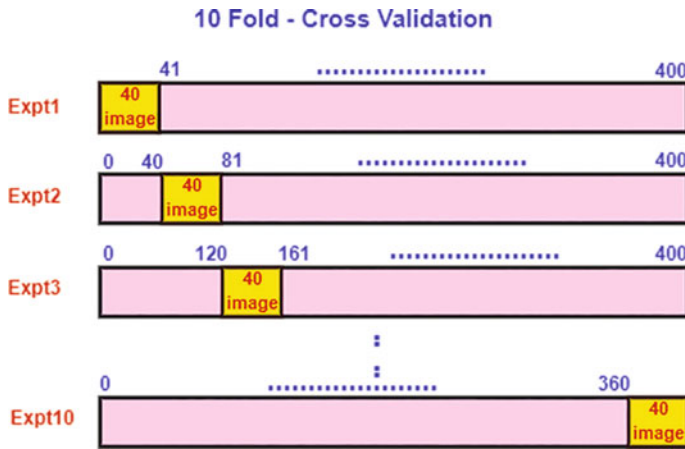 10 Fold - Cross Validation
41 ...................... 400
Expt1
40
image
0 40 81 ...................... 400
Expt2
40
image
0 120 161 ...................... 400
Expt3
40
image
0 ...................... 360
Expt10
40
image